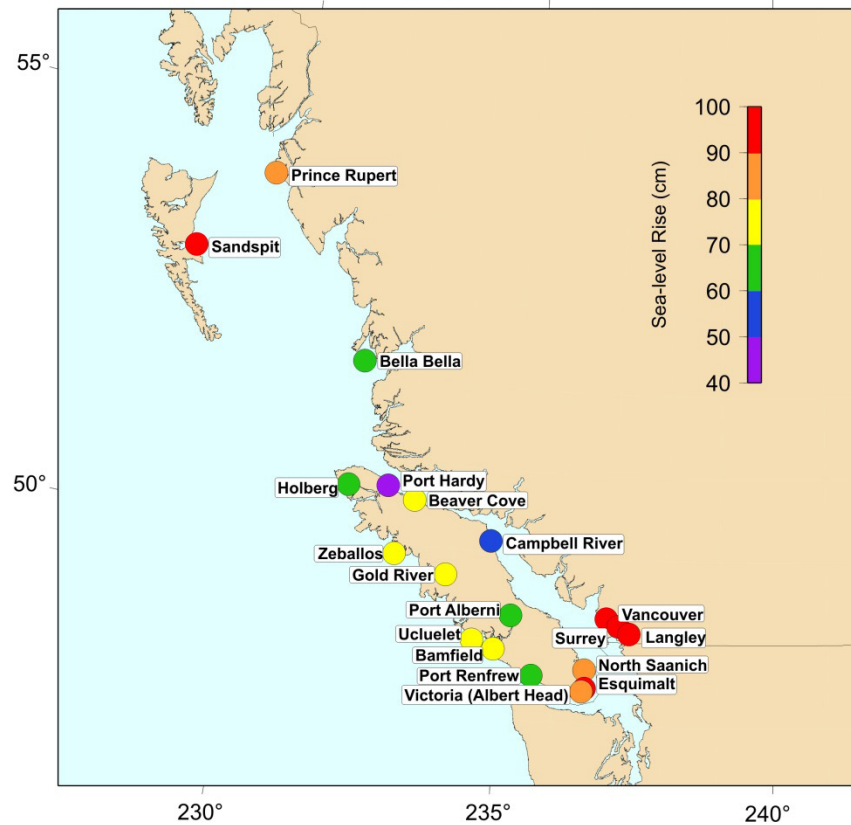 55°
100
90
80
70
60
50
40
Sea-level Rise (cm)
Prince Rupert
Sandspit
Bella Bella
50°
Holberg
Port Hardy
Beaver Cove
Campbell River
Zeballos
Gold River
Port Alberni
Vancouver
Ucluelet
Surrey
Langley
Bamfield
North Saanich
Port Renfrew
Esquimalt
Victoria (Albert Head)
230°
235°
240°